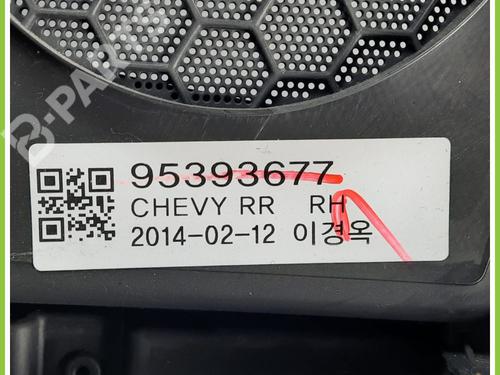 B-PARTS
95393677
CHEVY RR RH
2014-02-12 이경옥